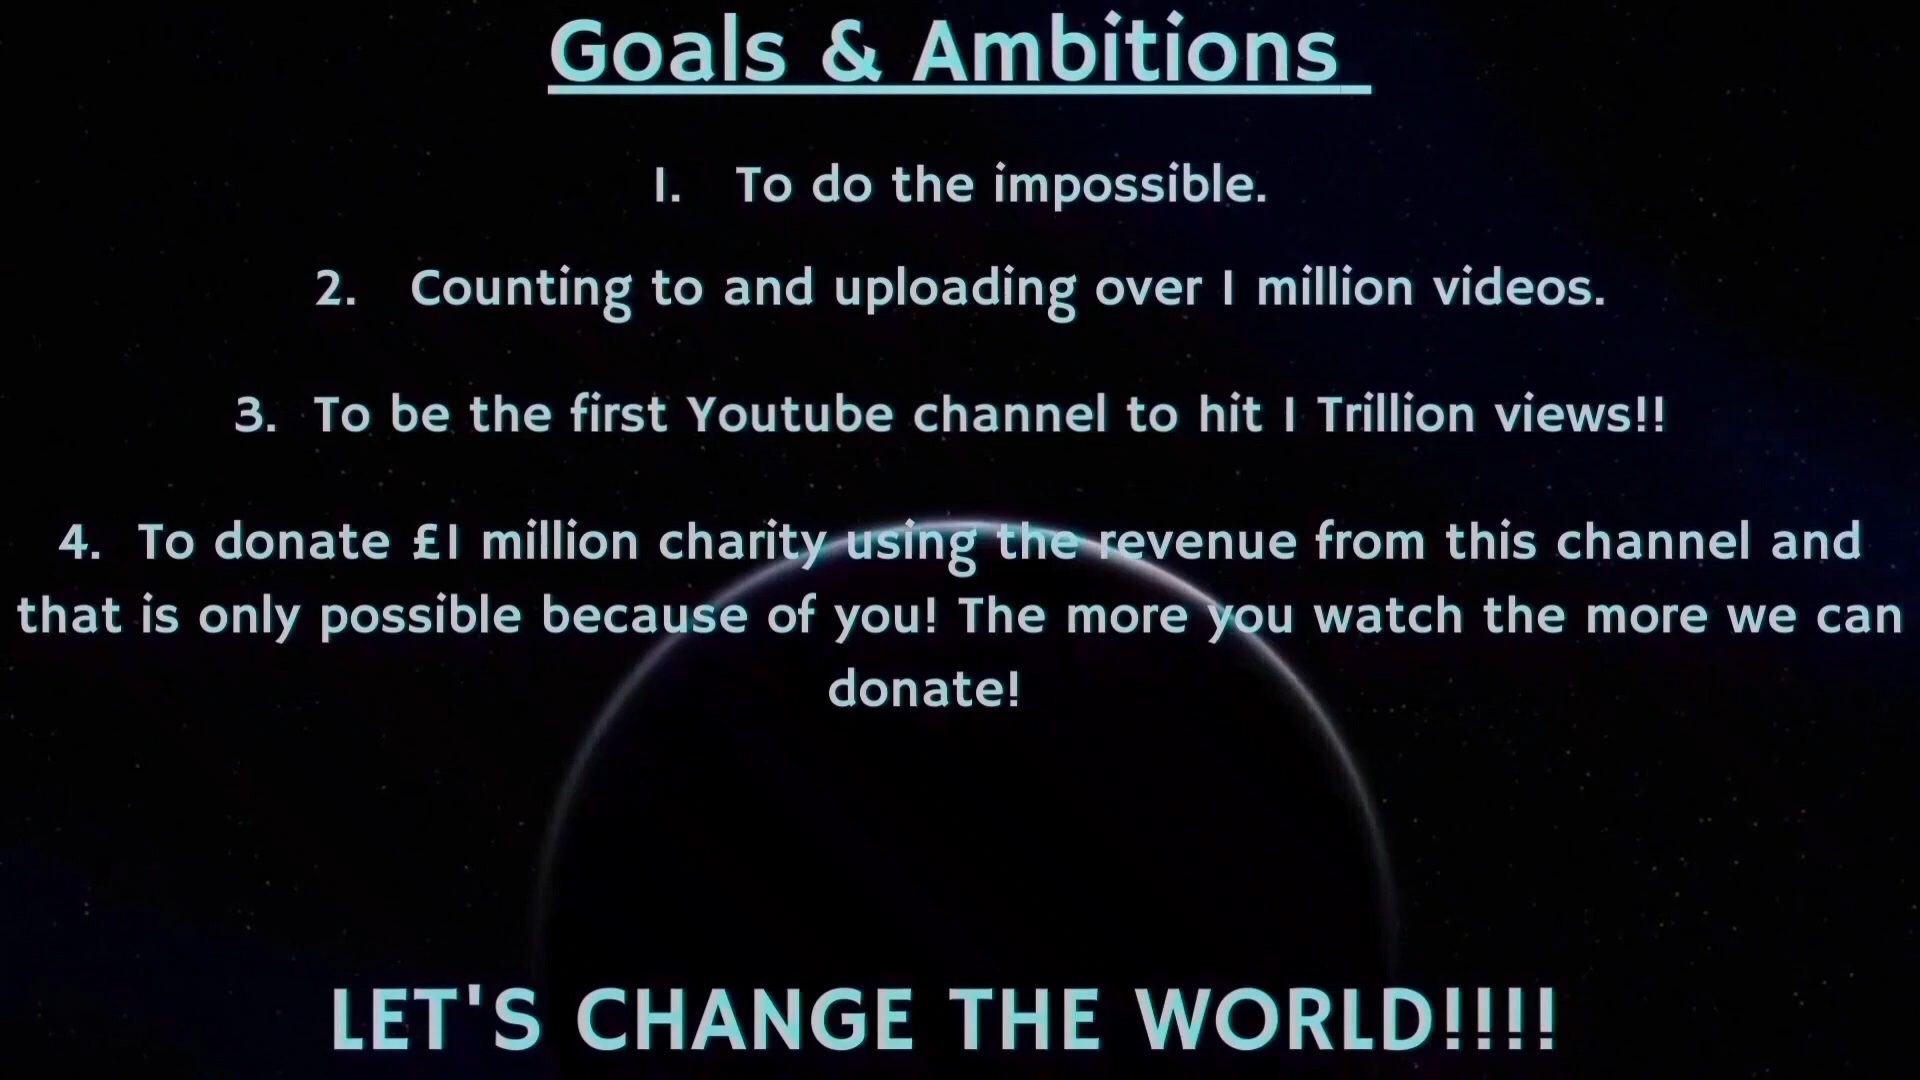 Goals & Ambitions
1. To do the impossible.
2. Counting to and uploading over 1 million videos.
3. To be the first Youtube channel to hit 1 Trillion views!!
4. To donate £1 million charity using the revenue from this channel and
that is only possible because of you! The more you watch the more we can
donate!
LET'S CHANGE THE WORLD!!!!